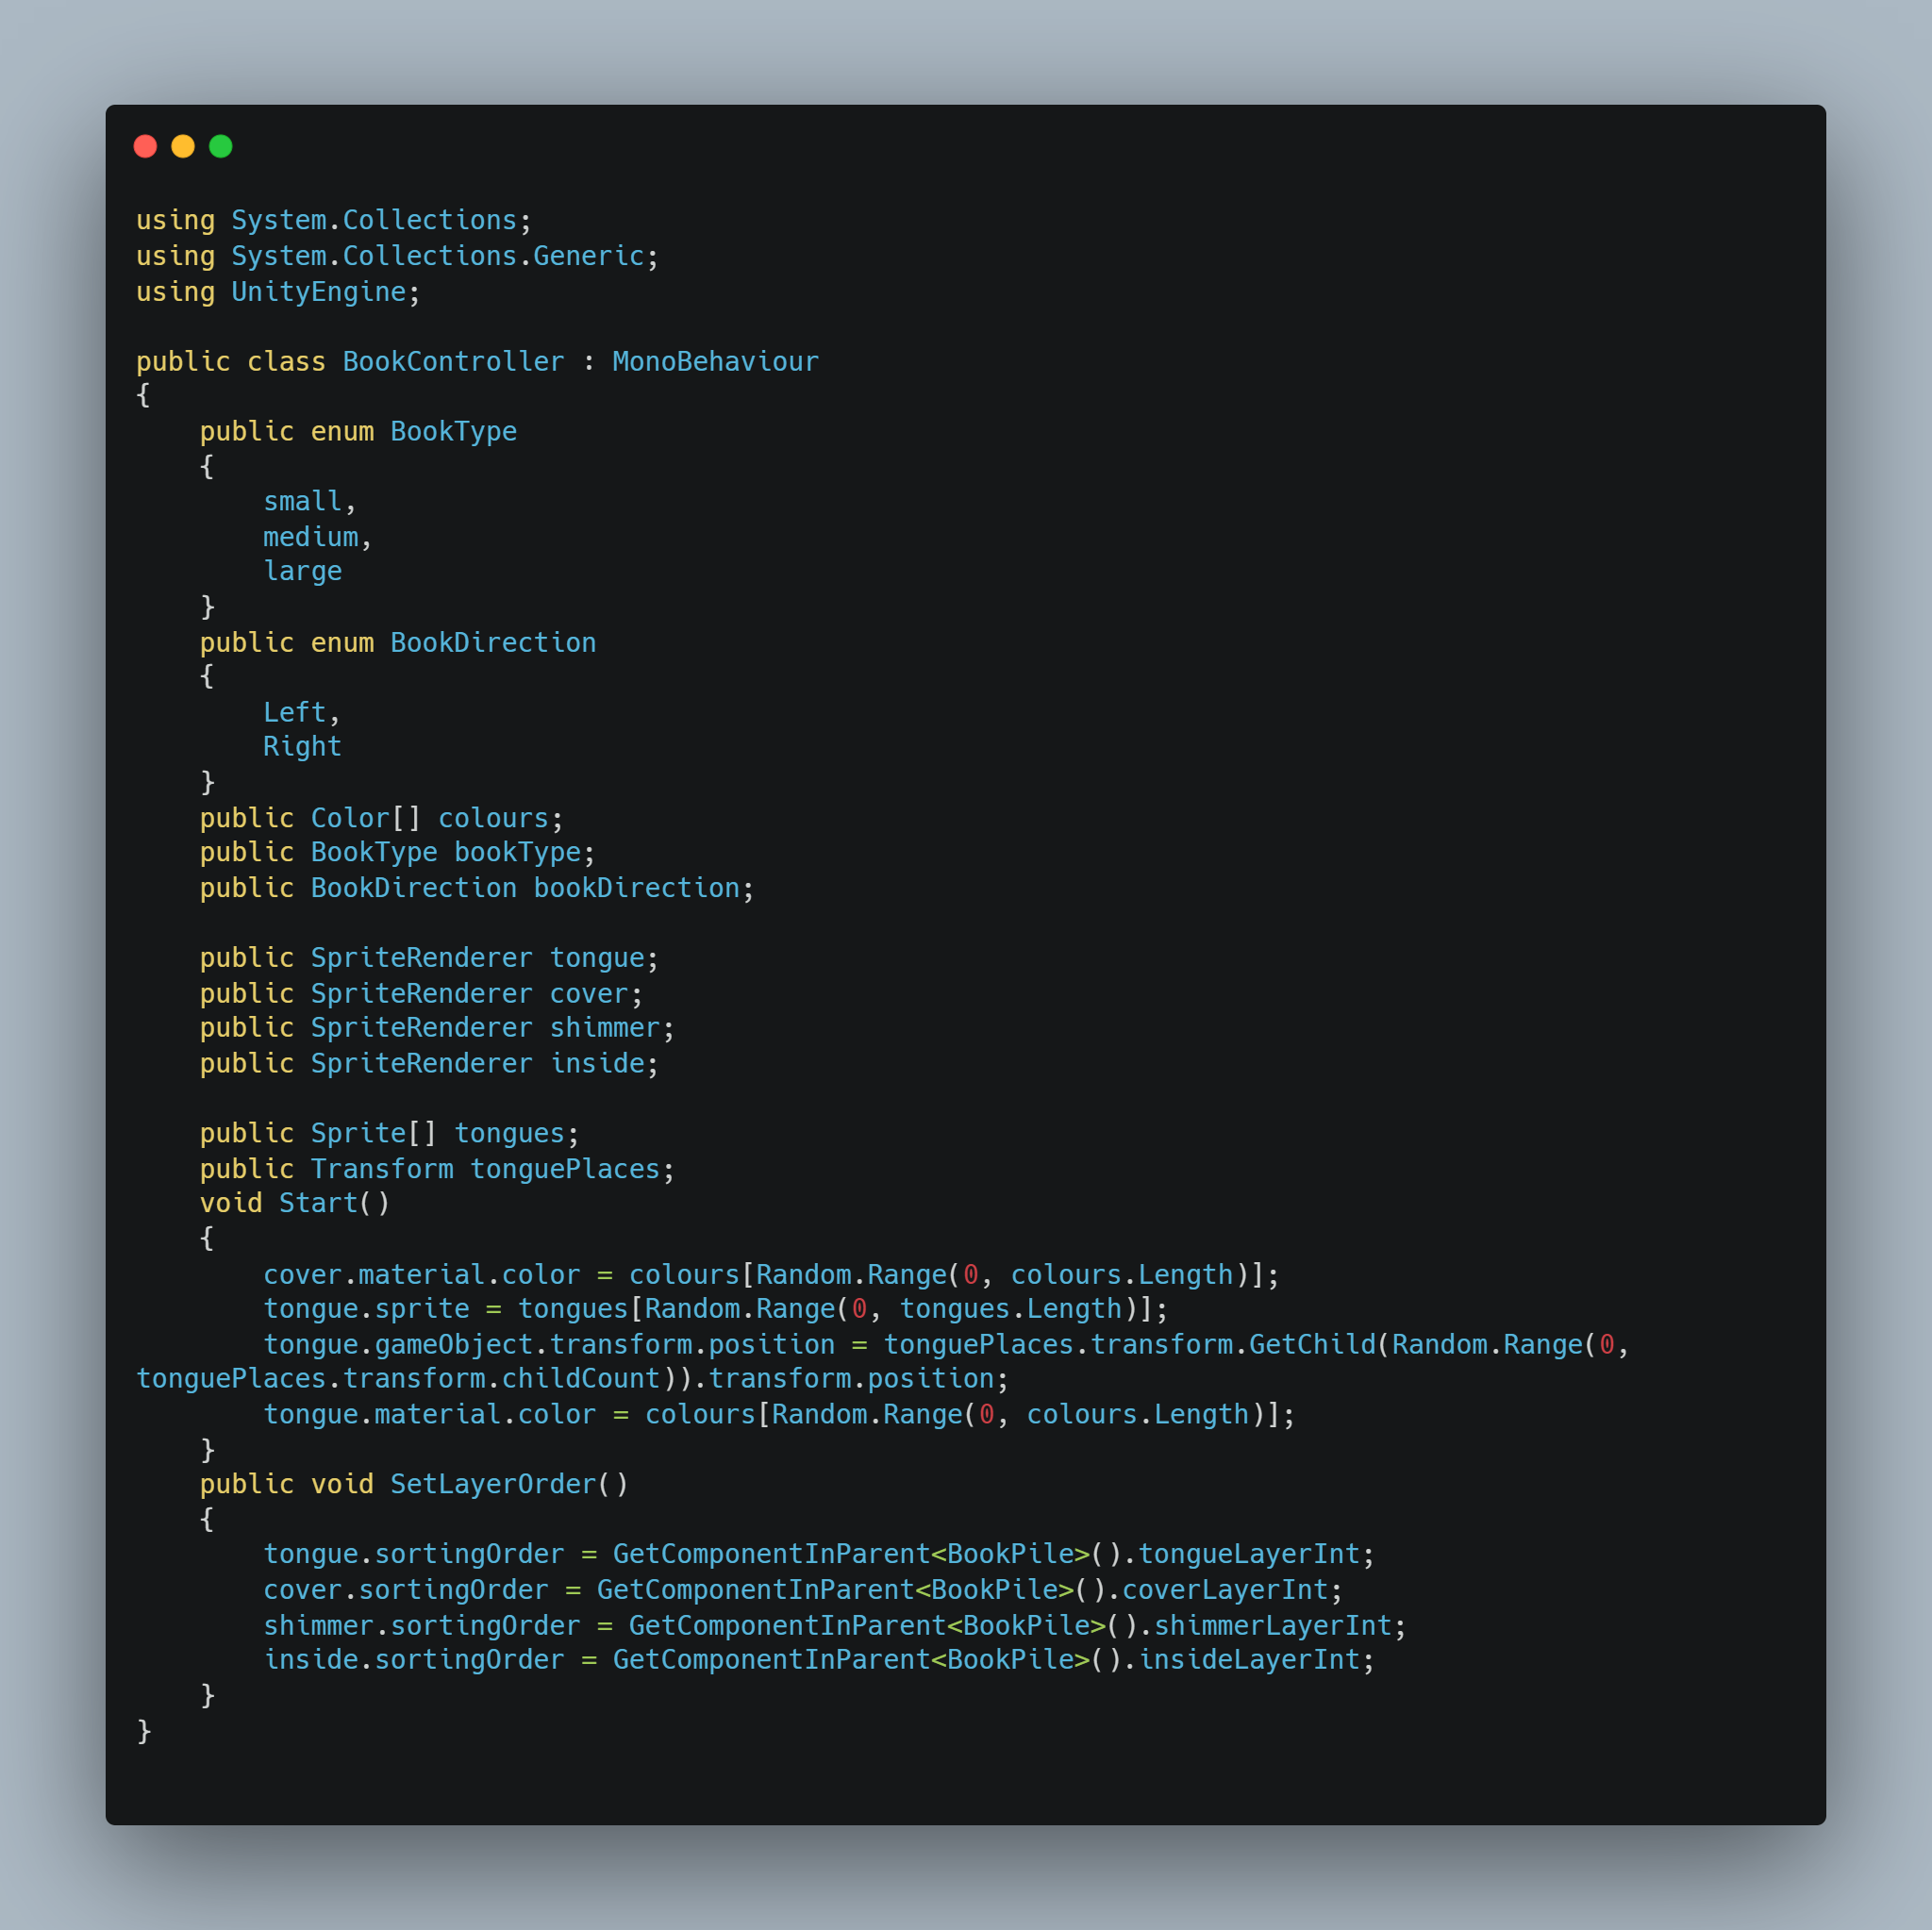 using System.Collections;
using System.Collections.Generic;
using UnityEngine;

public class BookController : MonoBehaviour
{
    public enum BookType
    {
        small,
        medium,
        large
    }
    public enum BookDirection
    {
        Left,
        Right
    }
    public Color[] colours;
    public BookType bookType;
    public BookDirection bookDirection;

    public SpriteRenderer tongue;
    public SpriteRenderer cover;
    public SpriteRenderer shimmer;
    public SpriteRenderer inside;

    public Sprite[] tongues;
    public Transform tonguePlaces;
    void Start()
    {
        cover.material.color = colours[Random.Range(0, colours.Length)];
        tongue.sprite = tongues[Random.Range(0, tongues.Length)];
        tongue.gameObject.transform.position = tonguePlaces.transform.GetChild(Random.Range(0,
tonguePlaces.transform.childCount)).transform.position;
        tongue.material.color = colours[Random.Range(0, colours.Length)];
    }
    public void SetLayerOrder()
    {
        tongue.sortingOrder = GetComponentInParent<BookPile>().tongueLayerInt;
        cover.sortingOrder = GetComponentInParent<BookPile>().coverLayerInt;
        shimmer.sortingOrder = GetComponentInParent<BookPile>().shimmerLayerInt;
        inside.sortingOrder = GetComponentInParent<BookPile>().insideLayerInt;
    }
}